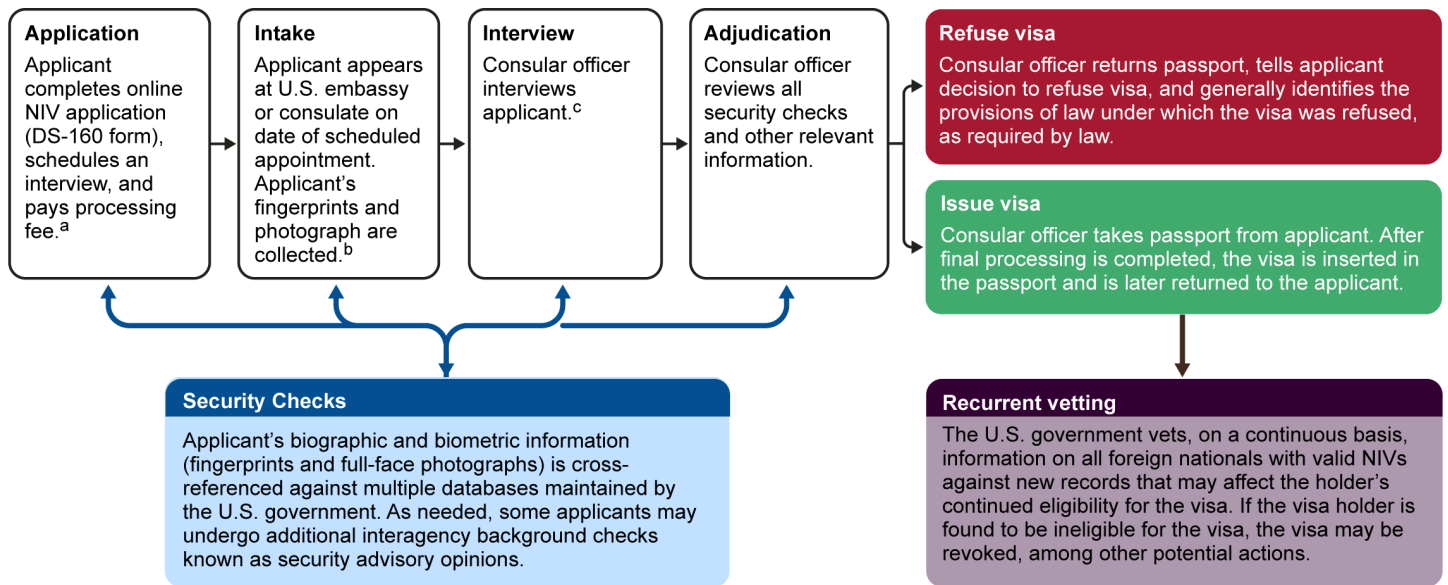 Application
Applicant
completes online
NIV application
(DS-160 form),
schedules an
interview, and
pays processing
fee.a
Intake
Applicant appears
at U.S. embassy
or consulate on
date of scheduled
appointment.
Applicant's
fingerprints and
photograph are
collected.b
Interview
Consular officer
interviews
applicant.c
Adjudication
Consular officer
reviews all
security checks
and other relevant
information.
Refuse visa
Consular officer returns passport, tells applicant
decision to refuse visa, and generally identifies the
provisions of law under which the visa was refused,
as required by law.
Issue visa
Consular officer takes passport from applicant. After
final processing is completed, the visa is inserted in
the passport and is later returned to the applicant.
Security Checks
Applicant's biographic and biometric information
(fingerprints and full-face photographs) is cross-
referenced against multiple databases maintained by
the U.S. government. As needed, some applicants may
undergo additional interagency background checks
known as security advisory opinions.
Recurrent vetting
The U.S. government vets, on a continuous basis,
information on all foreign nationals with valid NIVs
against new records that may affect the holder's
continued eligibility for the visa. If the visa holder is
found to be ineligible for the visa, the visa may be
revoked, among other potential actions.